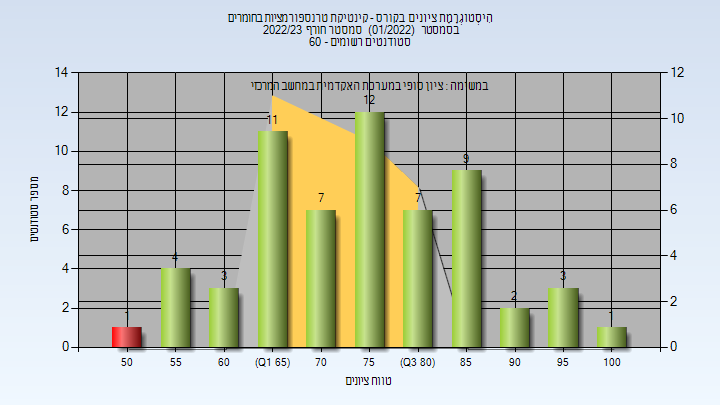 היסטוגרמת ציונים בקורס - קינטיקת טרנספורמציות בחומרים
בסמסטר (01/2022) סמסטר חורף 2022/23
סטודנטים רשומים - 60
במשימה : ציון סופי במערכת האקדמית במחשב המרכזי
14 12
12 10
10 8
8 6
6 4
4 2
2 0
0
מספר סטודנטים
1 4 3 11 7 12 7 9 2 3 1
50 55 60 (Q1 65) 70 75 (Q3 80) 85 90 95 100
טווח ציונים